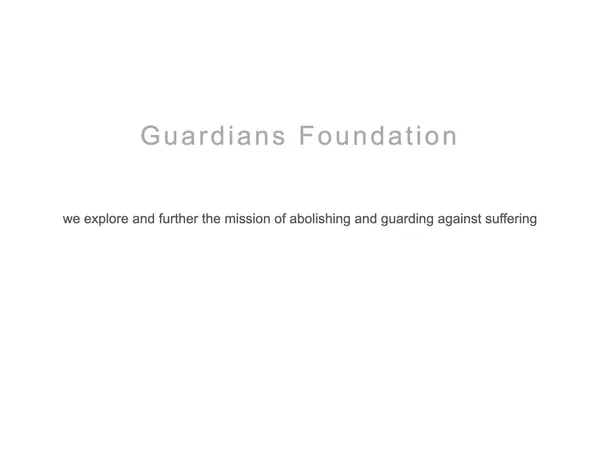 Guardians Foundation
we explore and further the mission of abolishing and guarding against suffering